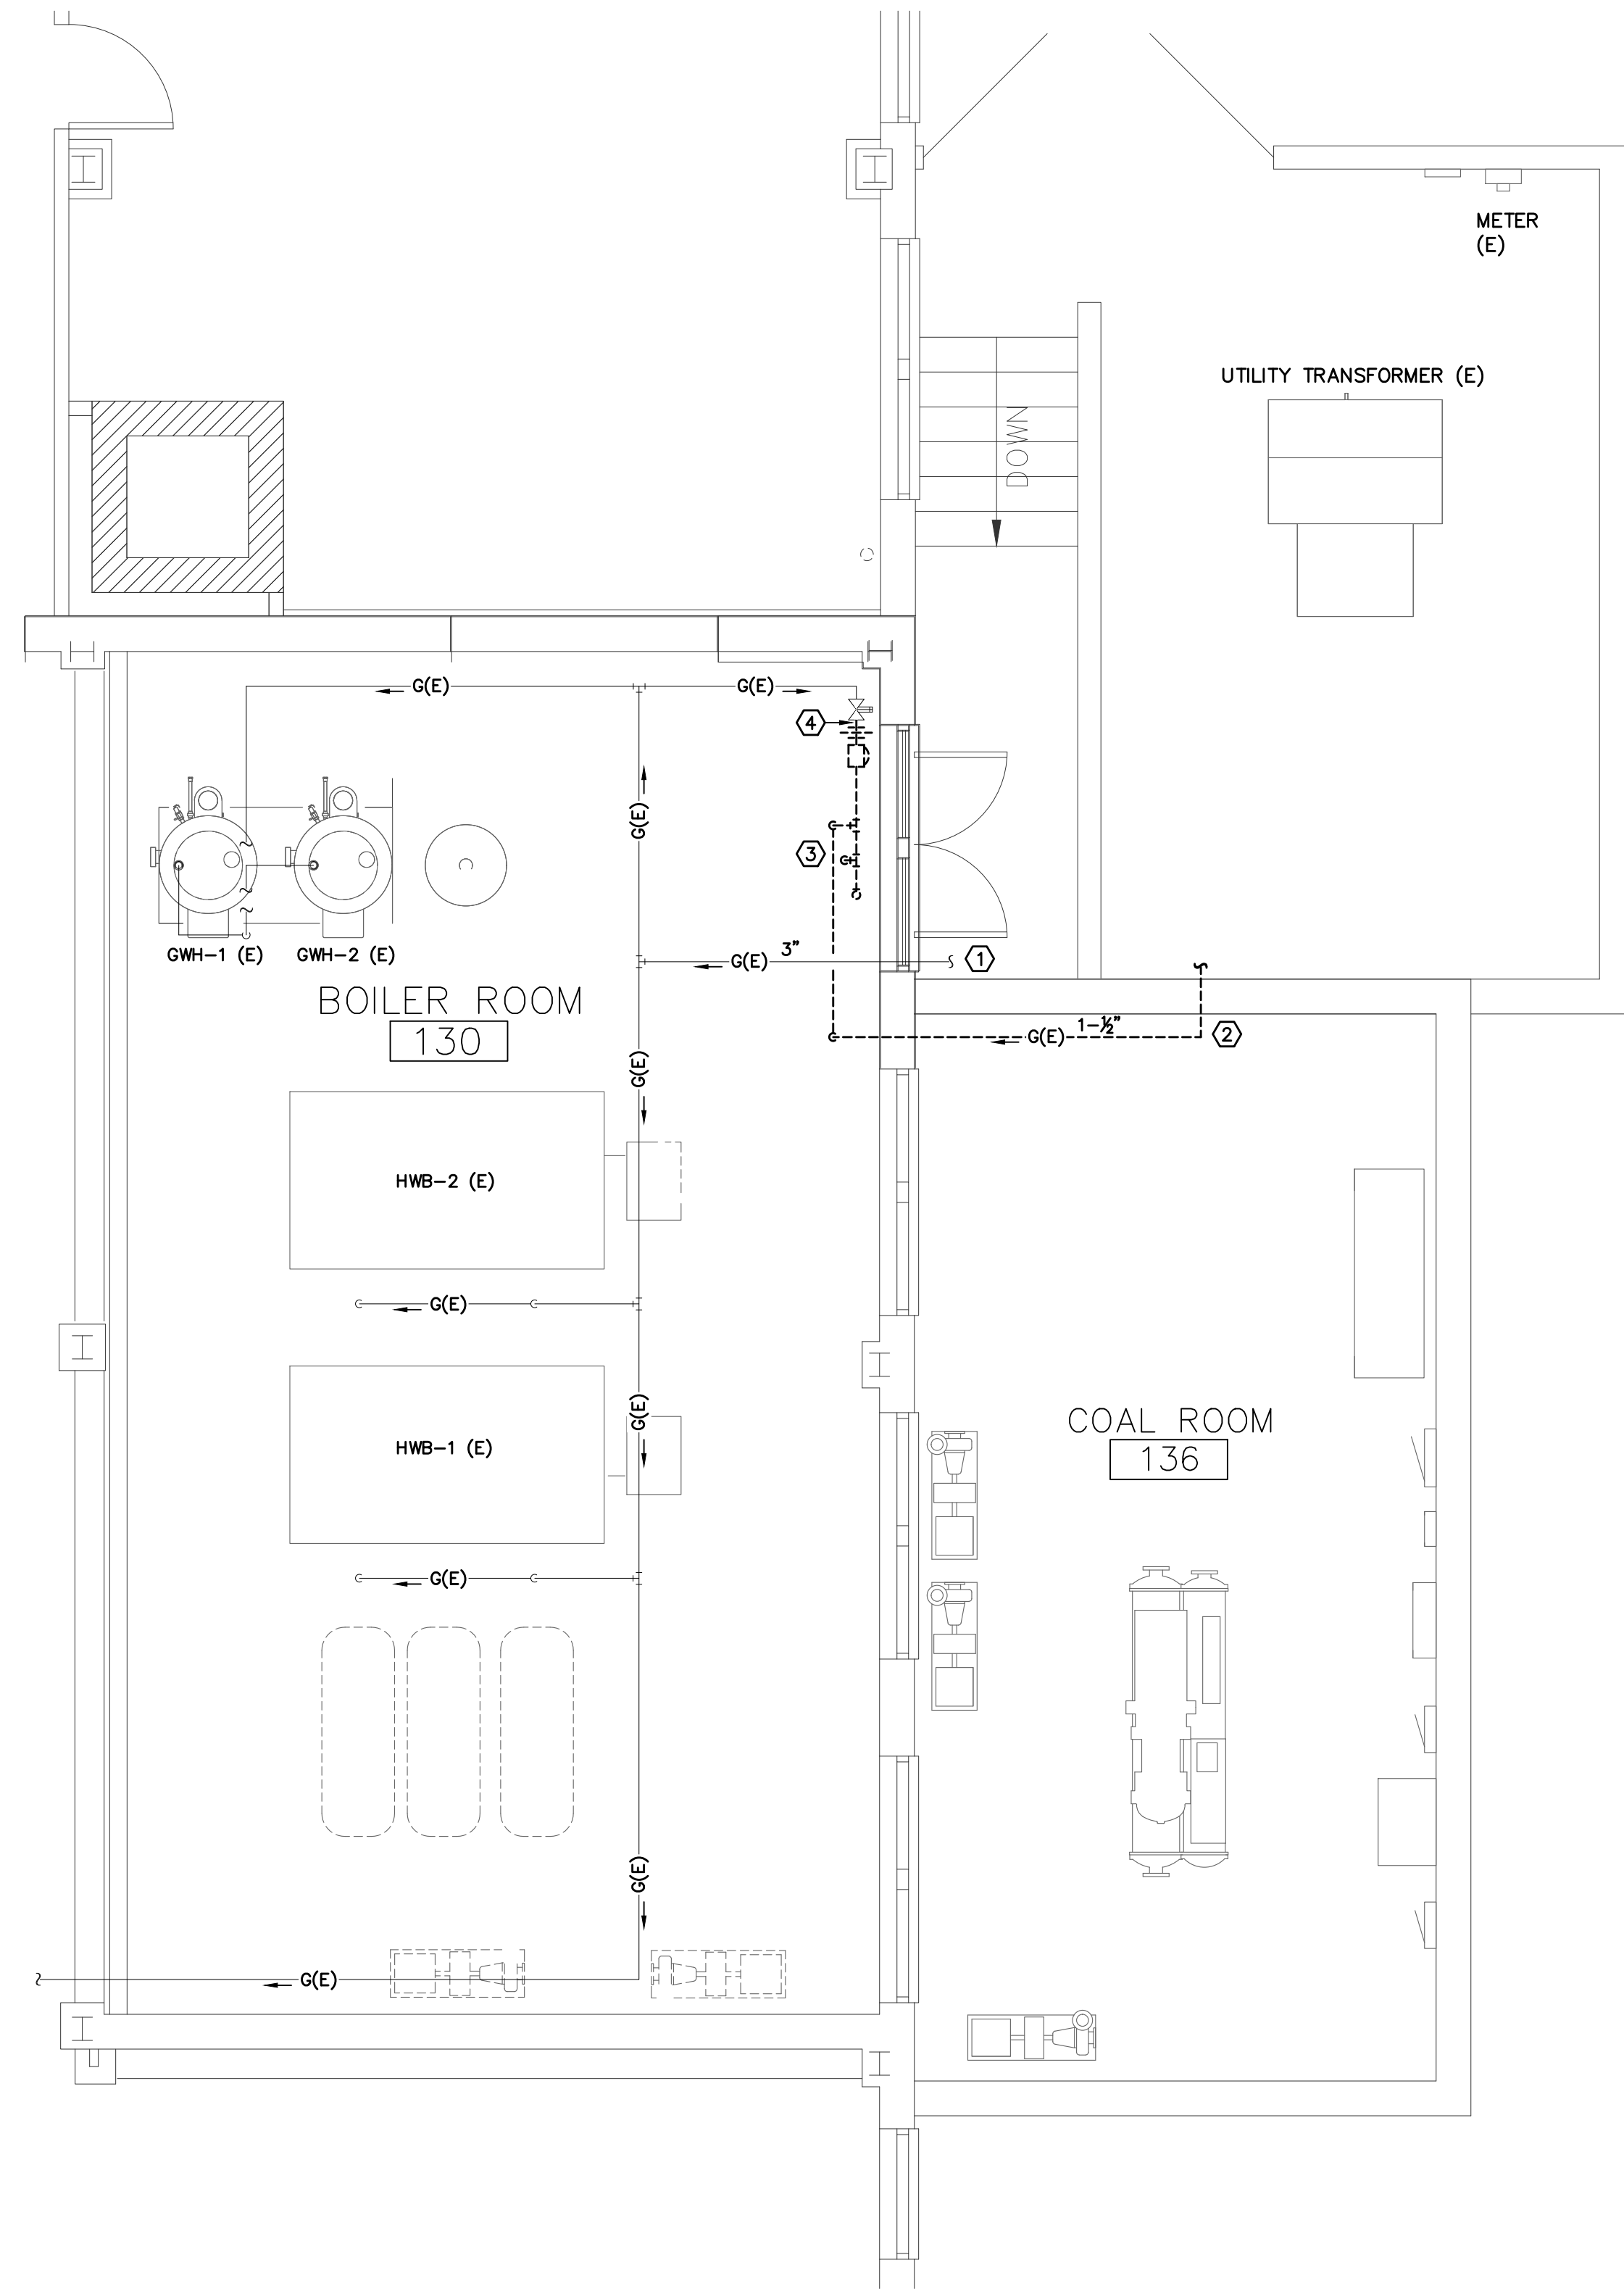 METER
(E)
UTILITY TRANSFORMER (E)
DOWN
G(E)
G(E)
4
G(E)
3
GWH-1 (E)
GWH-2 (E)
G(E)
3"
1
BOILER ROOM
130
G(E)
1-½"
2
G(E)
HWB-2 (E)
G(E)
G(E)
COAL ROOM
136
HWB-1 (E)
G(E)
G(E)
G(E)